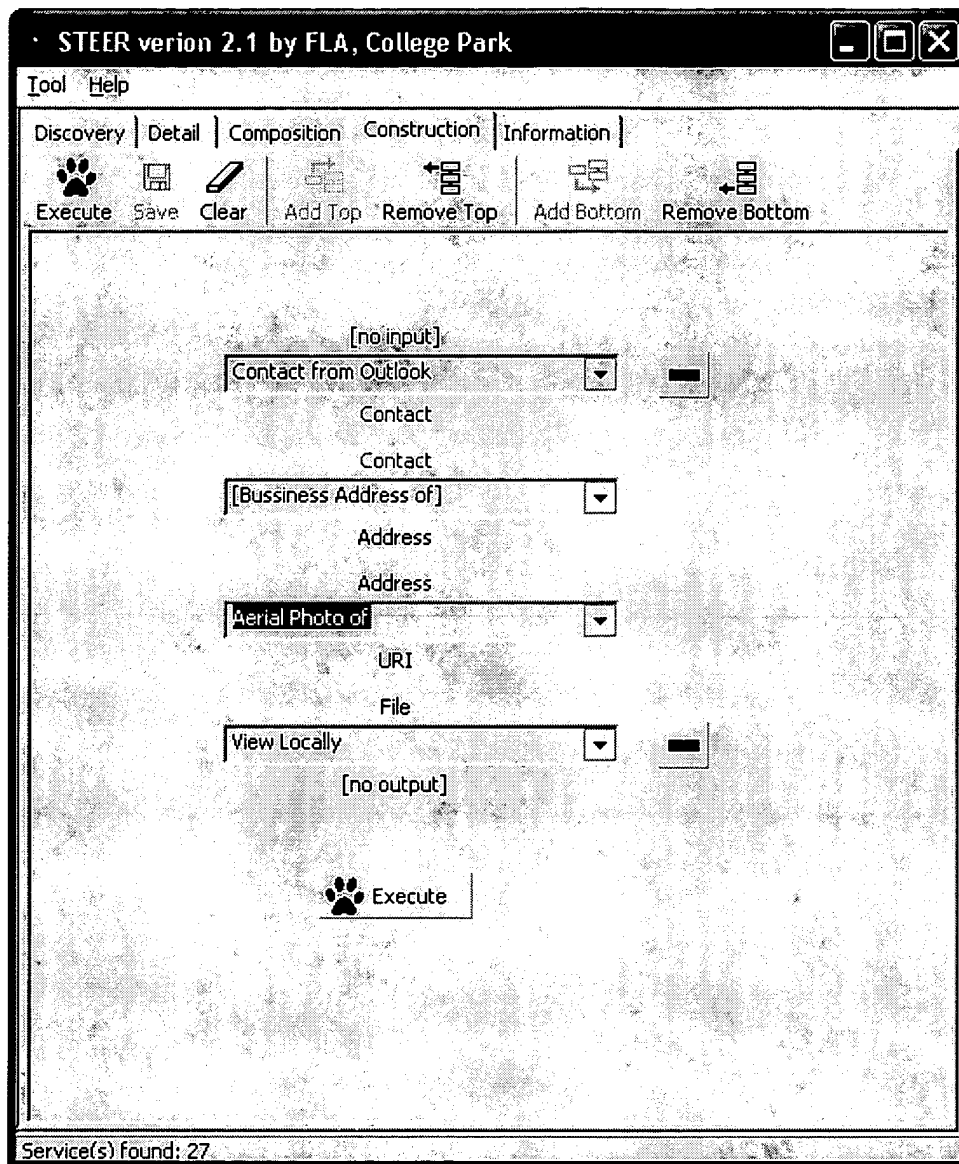 STEER verion 2.1 by FLA, College Park
Tool Help
Discovery Detail Composition Construction Information
Execute Save Clear Add Top Remove Top Add Bottom Remove Bottom
[no input]
Contact from Outlook
Contact
Contact
[Bussiness Address of]
Address
Address
Aerial Photo of
URI
File
View Locally
[no output]
Execute
Service(s) found: 27